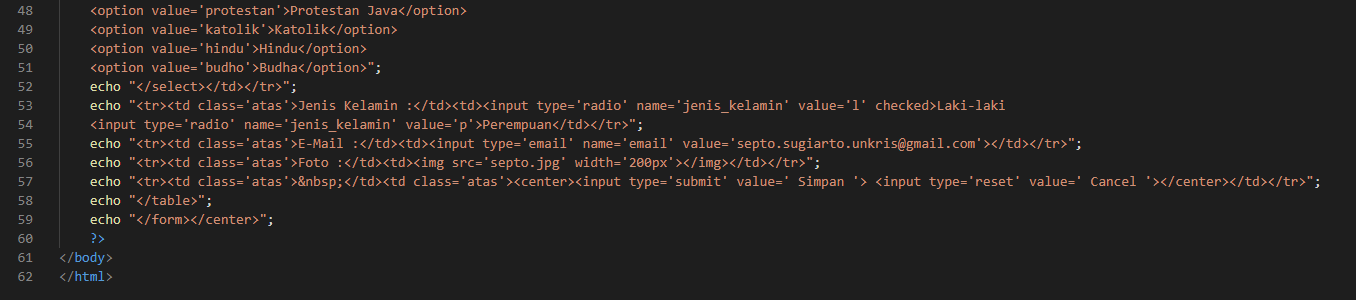 48 <option value='protestan'>Protestan Java</option>
49 <option value='katolik'>Katolik</option>
50 <option value='hindu'>Hindu</option>
51 <option value='budho'>Budha</option>";
52 echo "</select></td></tr>";
53 echo "<tr><td class='atas'>Jenis Kelamin :</td><td><input type='radio' name='jenis_kelamin' value='l' checked>Laki-laki
54 <input type='radio' name='jenis_kelamin' value='p'>Perempuan</td></tr>";
55 echo "<tr><td class='atas'>E-Mail :</td><td><input type='email' name='email' value='septo.sugiarto.unkris@gmail.com'></td></tr>";
56 echo "<tr><td class='atas'>Foto :</td><td><img src='septo.jpg' width='200px'></img></td></tr>";
57 echo "<tr><td class='atas'>&nbsp;</td><td class='atas'><center><input type='submit' value=' Simpan '> <input type='reset' value=' Cancel '></center></td></tr>";
58 echo "</table>";
59 echo "</form></center>";
60 ?>
61 </body>
62 </html>